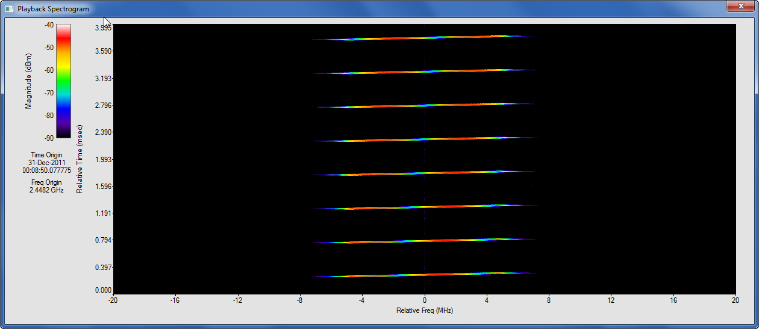 Playback Spectrogram
-40
-50
-60
-70
-80
-90
Magnitude (dBm)
Time Origin
31-Dec-2011
00:08:50.077775
Freq Origin
2.4482 GHz
Relative Time (msec)
3.995
3.590
3.193
2.796
2.390
1.993
1.596
1.191
0.794
0.397
0.000
-20 -16 -12 -8 -4 0 4 8 12 16 20
Relative Freq (MHz)